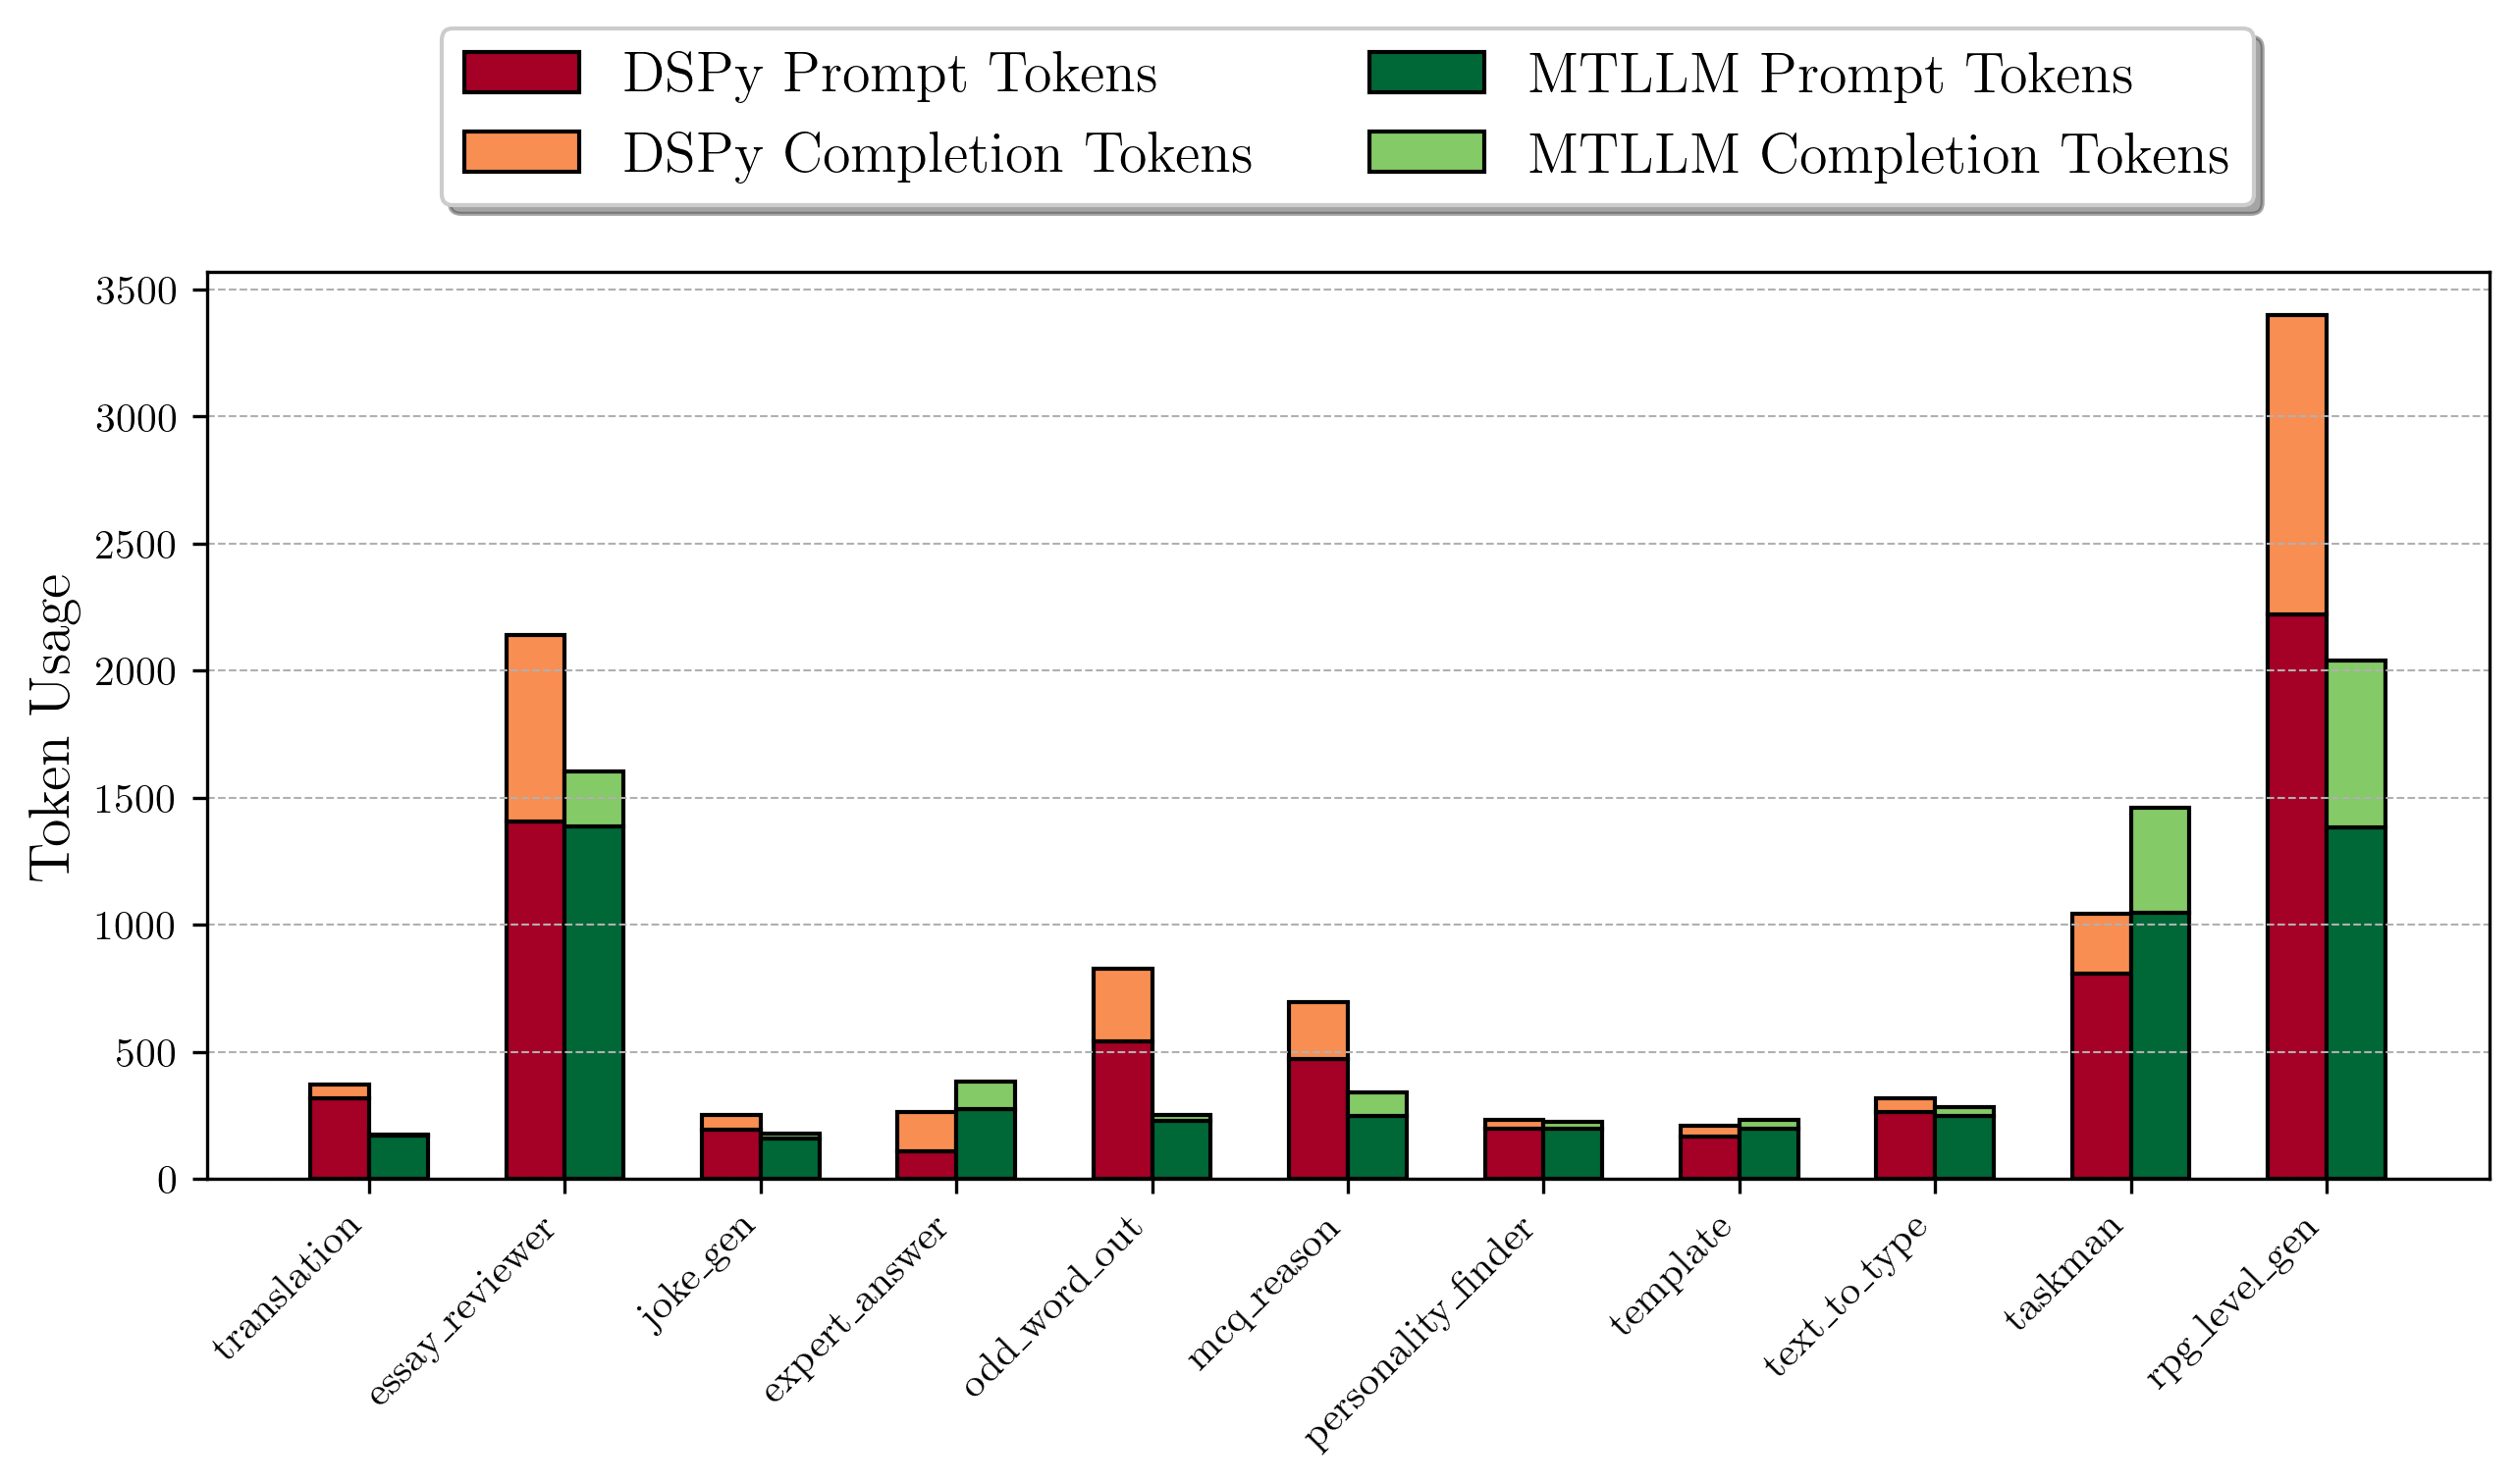 DSPy Prompt Tokens
DSPy Completion Tokens
MTLLM Prompt Tokens
MTLLM Completion Tokens
Token Usage
3500
3000
2500
2000
1500
1000
500
0
translation
essay_reviewer
joke_gen
expert_answer
odd_word_out
mcq_reason
personality_finder
template
text_to_type
taskman
rpg_level_gen